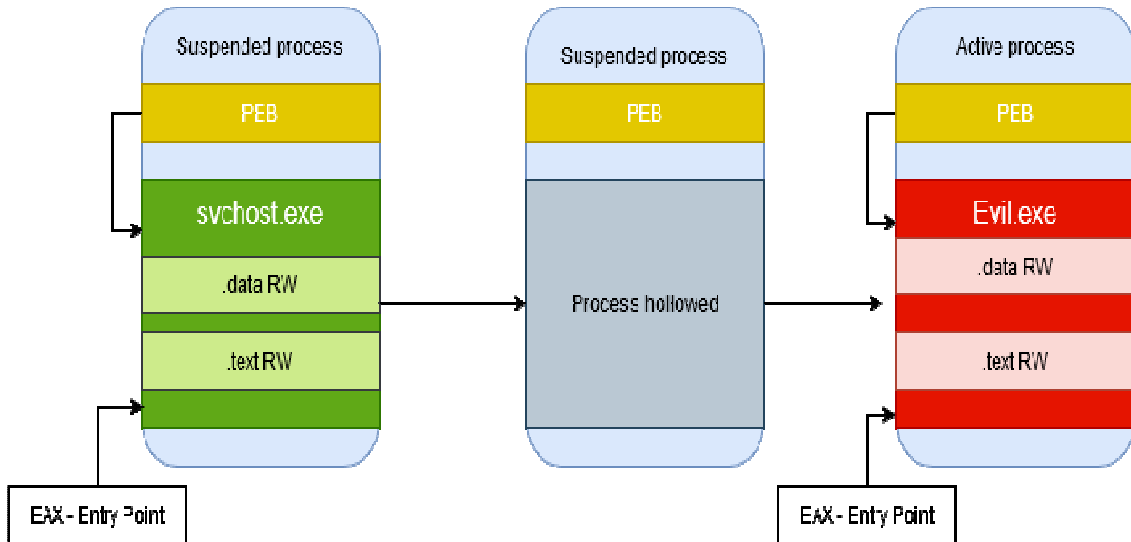 Suspended process
PEB
svchost.exe
.data RW
.text RW
EAX - Entry Point
Suspended process
PEB
Process hollowed
Active process
PEB
Evil.exe
.data RW
.text RW
EAX - Entry Point